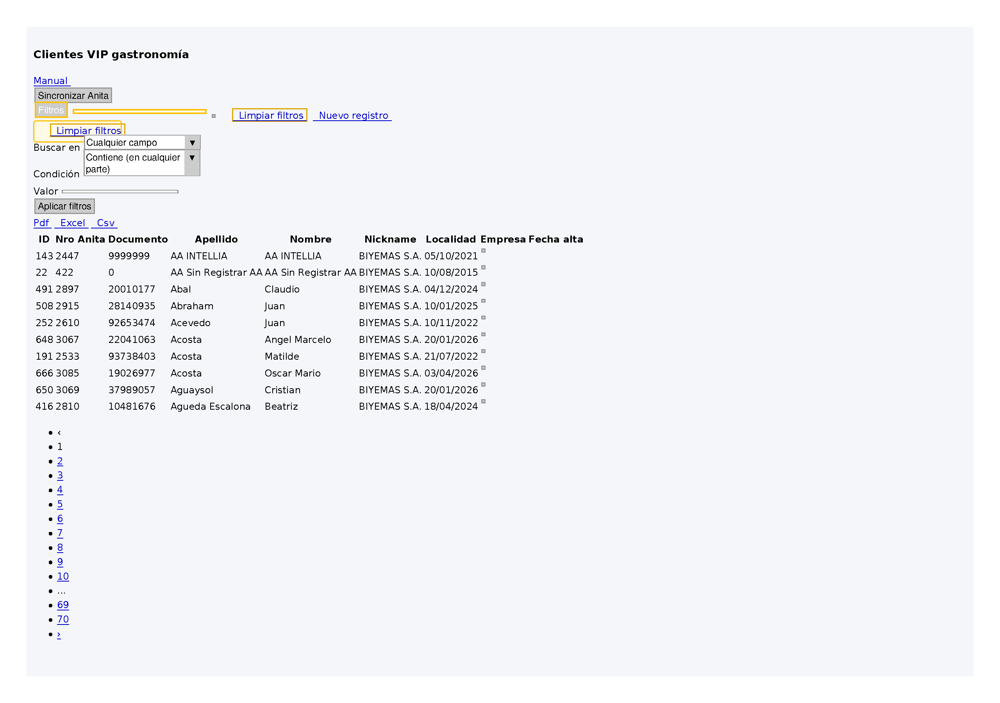 Clientes VIP gastronomía
Manual
Sincronizar Anita
Filtros Limpiar filtros Nuevo registro
Limpiar filtros
Buscar en Cualquier campo ▼
Condición Contiene (en cualquier parte) ▼
Valor
Aplicar filtros
Pdf Excel Csv
ID Nro Anita Documento Apellido Nombre Nickname Localidad Empresa Fecha alta
143 2447 9999999 AA INTELLIA AA INTELLIA BIYEMAS S.A. 05/10/2021
22 422 0 AA Sin Registrar AA AA Sin Registrar AA BIYEMAS S.A. 10/08/2015
491 2897 20010177 Abal Claudio BIYEMAS S.A. 04/12/2024
508 2915 28140935 Abraham Juan BIYEMAS S.A. 10/01/2025
252 2610 92653474 Acevedo Juan BIYEMAS S.A. 10/11/2022
648 3067 22041063 Acosta Angel Marcelo BIYEMAS S.A. 20/01/2026
191 2533 93738403 Acosta Matilde BIYEMAS S.A. 21/07/2022
666 3085 19026977 Acosta Oscar Mario BIYEMAS S.A. 03/04/2026
650 3069 37989057 Aguaysol Cristian BIYEMAS S.A. 20/01/2026
416 2810 10481676 Agueda Escalona Beatriz BIYEMAS S.A. 18/04/2024
• ‹
• 1
• 2
• 3
• 4
• 5
• 6
• 7
• 8
• 9
• 10
• ...
• 69
• 70
• ›